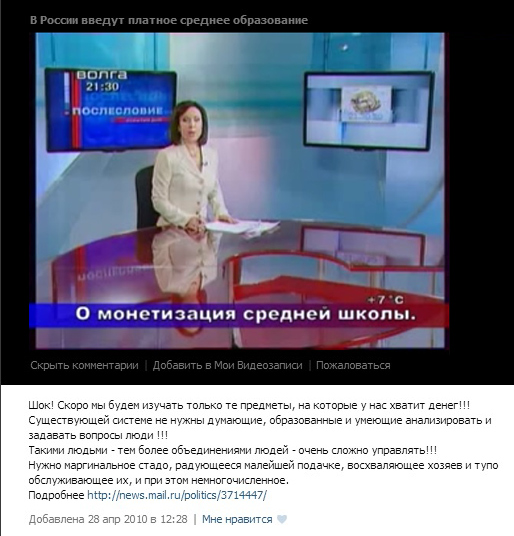 В России введут платное среднее образование
ВОЛГА
21:30
ПОСЛЕСЛОВИЕ
+7°C
О монетизация средней школы.
Скрыть комментарии | Добавить в Мои Видеозаписи | Пожаловаться
Шок! Скоро мы будем изучать только те предметы, на которые у нас хватит денег!!!
Существующей системе не нужны думающие, образованные и умеющие анализировать и
задавать вопросы люди !!!
Такими людьми - тем более объединениями людей - очень сложно управлять!!!
Нужно маргинальное стадо, радующееся малейшей подачке, восхваляющее хозяев и тупо
обслуживающее их, и при этом немногочисленное.
Подробнее http://news.mail.ru/politics/3714447/
Добавлена 28 апр 2010 в 12:28 | Мне нравится